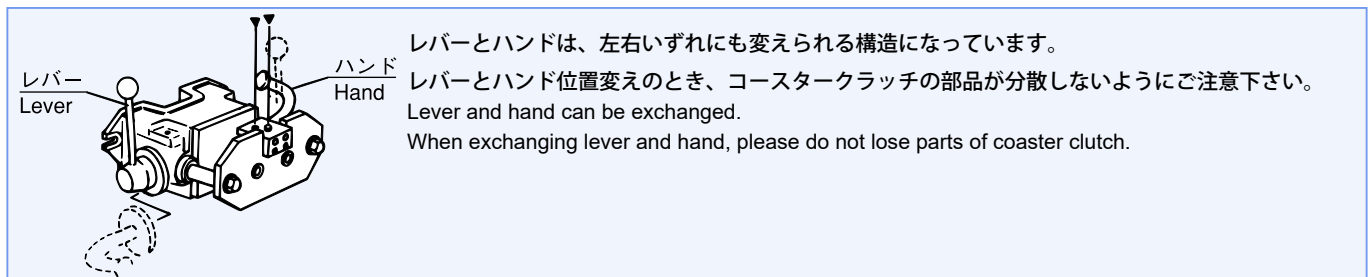 レバー
Lever
ハンド
Hand
レバーとハンドは、左右いずれにも変えられる構造になっています。
レバーとハンド位置変えのとき、コースタークラッチの部品が分散しないようにご注意下さい。
Lever and hand can be exchanged.
When exchanging lever and hand, please do not lose parts of coaster clutch.